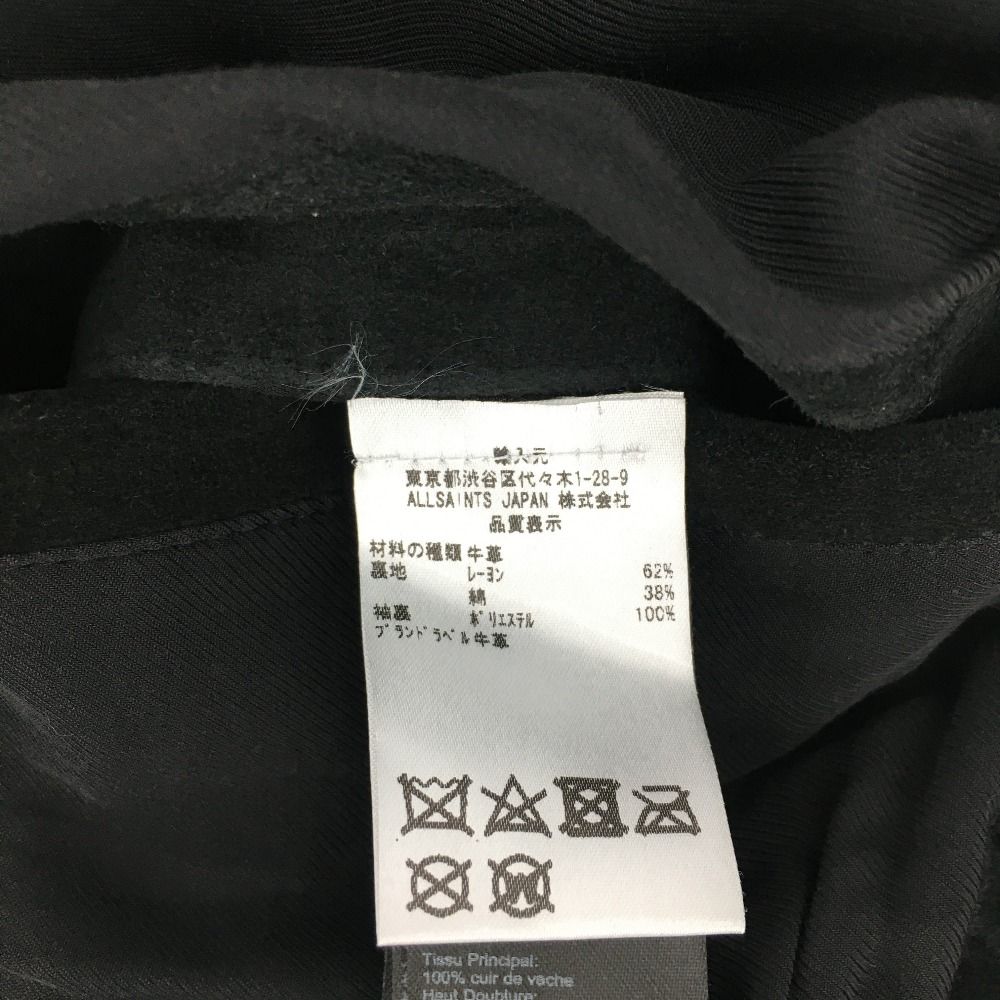 輸入元
東京都渋谷区代々木1-28-9
ALLSAINTS JAPAN 株式会社
品質表示
材料の種類 牛革
裏地 レーヨン 62%
綿 38%
袖裏 ポリエステル 100%
ブランドラベル 牛革
W
Tissu Principal:
100% cuir de vache
Haut Doublure: